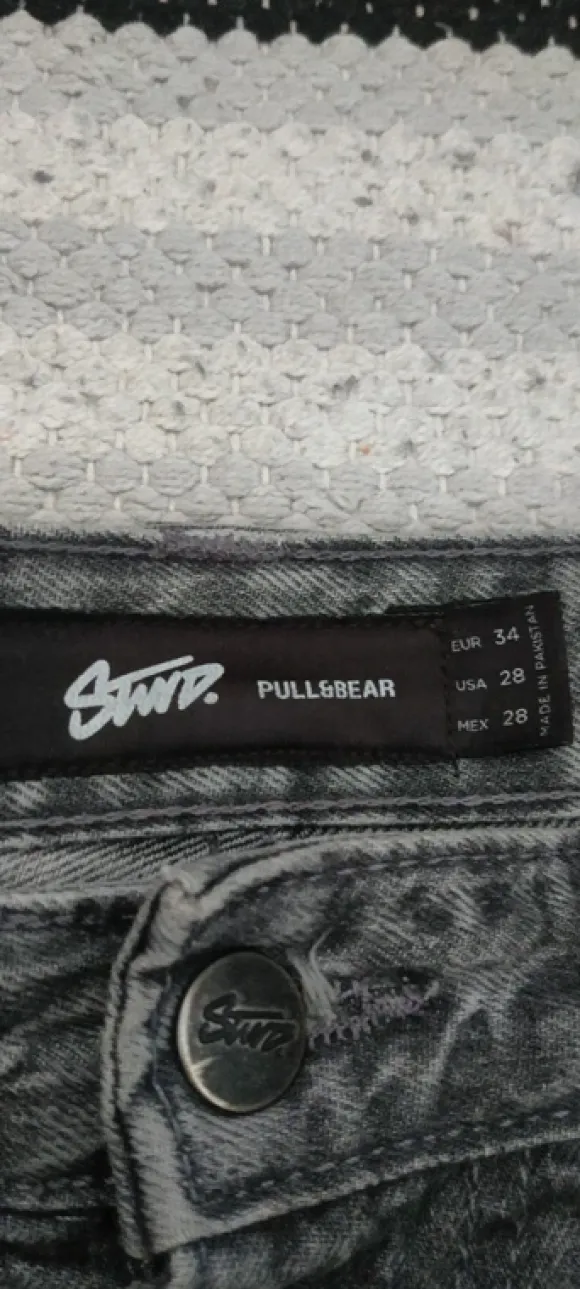 STWD.
PULL&BEAR
EUR 34
USA 28
MEX 28
MADE IN PAKISTAN
STWD.